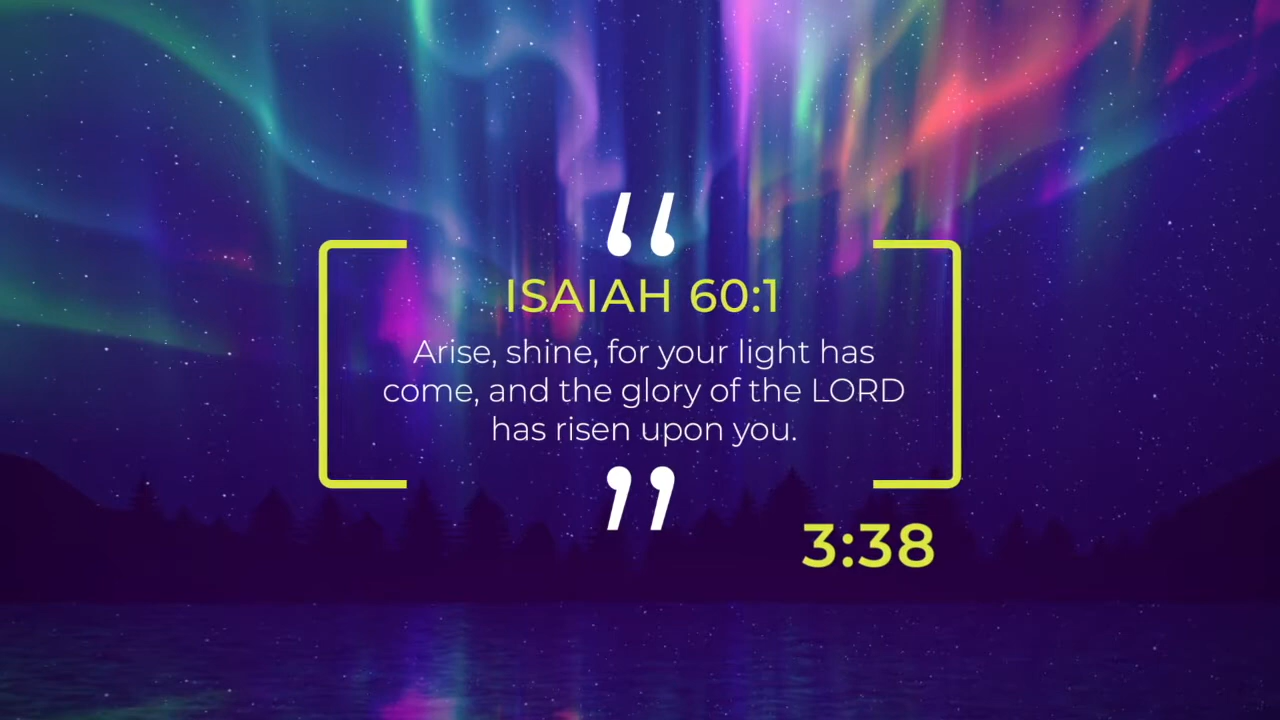 “
ISAIAH 60:1
Arise, shine, for your light has
come, and the glory of the LORD
has risen upon you.
”
3:38